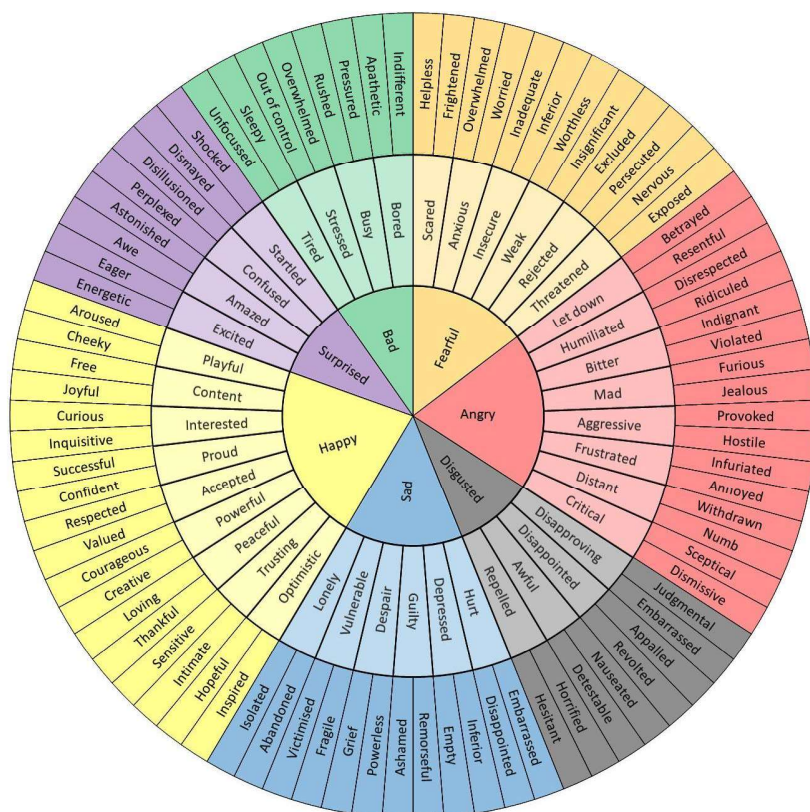 Helpless
Frightened
Overwhelmed
Worried
Inadequate
Inferior
Worthless
Insignificant
Excluded
Persecuted
Nervous
Exposed
Betrayed
Resentful
Disrespected
Ridiculed
Indignant
Violated
Furious
Jealous
Provoked
Hostile
Infuriated
Annoyed
Withdrawn
Numb
Sceptical
Dismissive
Judgmental
Embarrassed
Appalled
Revolted
Nauseated
Detestable
Horrified
Hesitant
Embarrassed
Disappointed
Inferior
Empty
Remorseful
Ashamed
Powerless
Grief
Fragile
Victimised
Abandoned
Isolated
Inspired
Hopeful
Intimate
Sensitive
Thankful
Loving
Creative
Courageous
Valued
Respected
Confident
Successful
Inquisitive
Curious
Joyful
Free
Cheeky
Aroused
Energetic
Eager
Awe
Astonished
Perplexed
Disillusioned
Dismayed
Shocked
Unfocussed
Sleepy
Out of control
Overwhelmed
Rushed
Pressured
Apathetic
Indifferent
Scared
Anxious
Insecure
Weak
Rejected
Threatened
Let down
Humiliated
Bitter
Mad
Aggressive
Frustrated
Distant
Critical
Disapproving
Disappointed
Awful
Repelled
Hurt
Depressed
Guilty
Despair
Vulnerable
Lonely
Optimistic
Trusting
Peaceful
Powerful
Accepted
Proud
Interested
Content
Playful
Excited
Amazed
Confused
Startled
Tired
Stressed
Busy
Bored
Fearful
Angry
Disgusted
Sad
Happy
Surprised
Bad